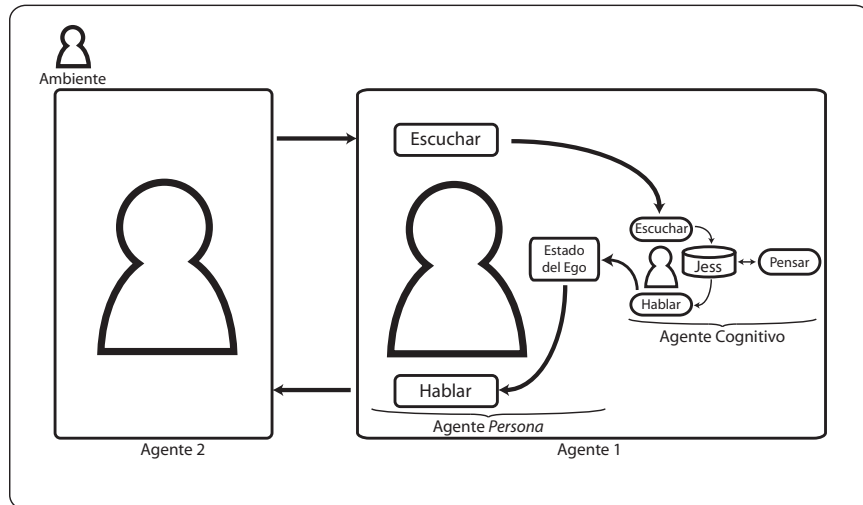 Ambiente
Escuchar
Escuchar
Estado
del Ego
Jess
Pensar
Hablar
Agente Cognitivo
Hablar
Agente Persona
Agente 2
Agente 1